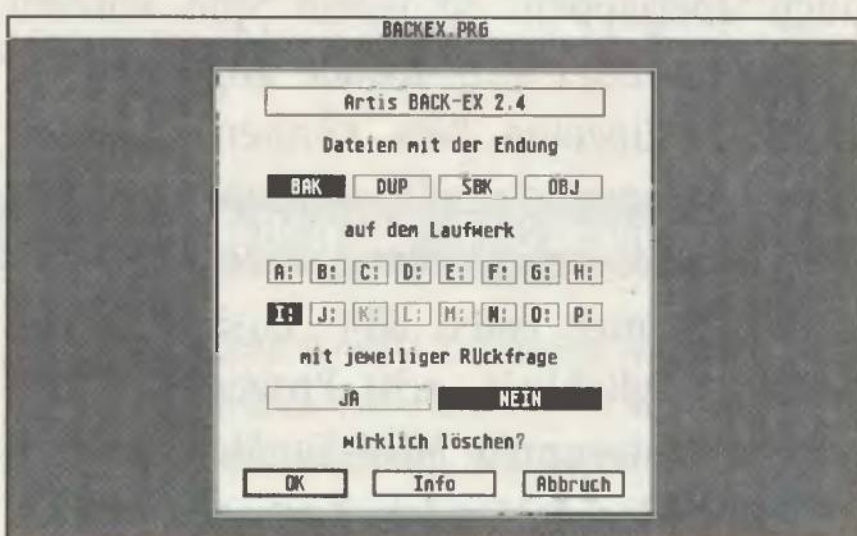 BACKEX.PRG
Artis BACK-EX 2.4
Dateien mit der Endung
BAK DUP SBK OBJ
auf dem Laufwerk
A: B: C: D: E: F: G: H:
I: J: K: L: M: N: O: P:
mit jeweiliger Rückfrage
JA NEIN
wirklich löschen?
OK Info Abbruch